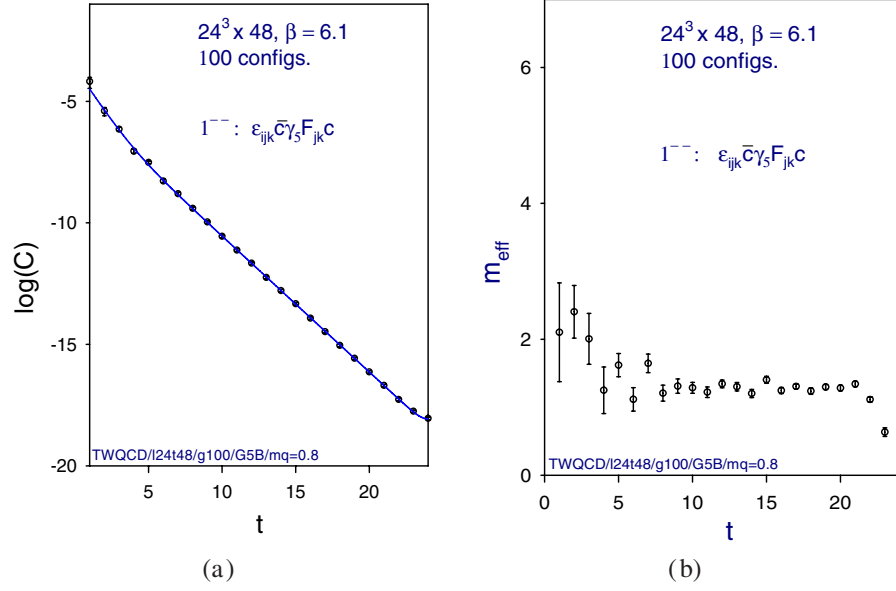 24³ x 48, β = 6.1
100 configs.
1⁻⁻ : ε_ijk c̄γ₅F_jk c
-5
-10
-15
-20
log(C)
TWQCD/l24t48/g100/G5B/mq=0.8
5
10
15
20
t
(a)
24³ x 48, β = 6.1
100 configs.
1⁻⁻ : ε_ijk c̄γ₅F_jk c
6
4
2
0
m_eff
TWQCD/l24t48/g100/G5B/mq=0.8
0
5
10
15
20
t
(b)